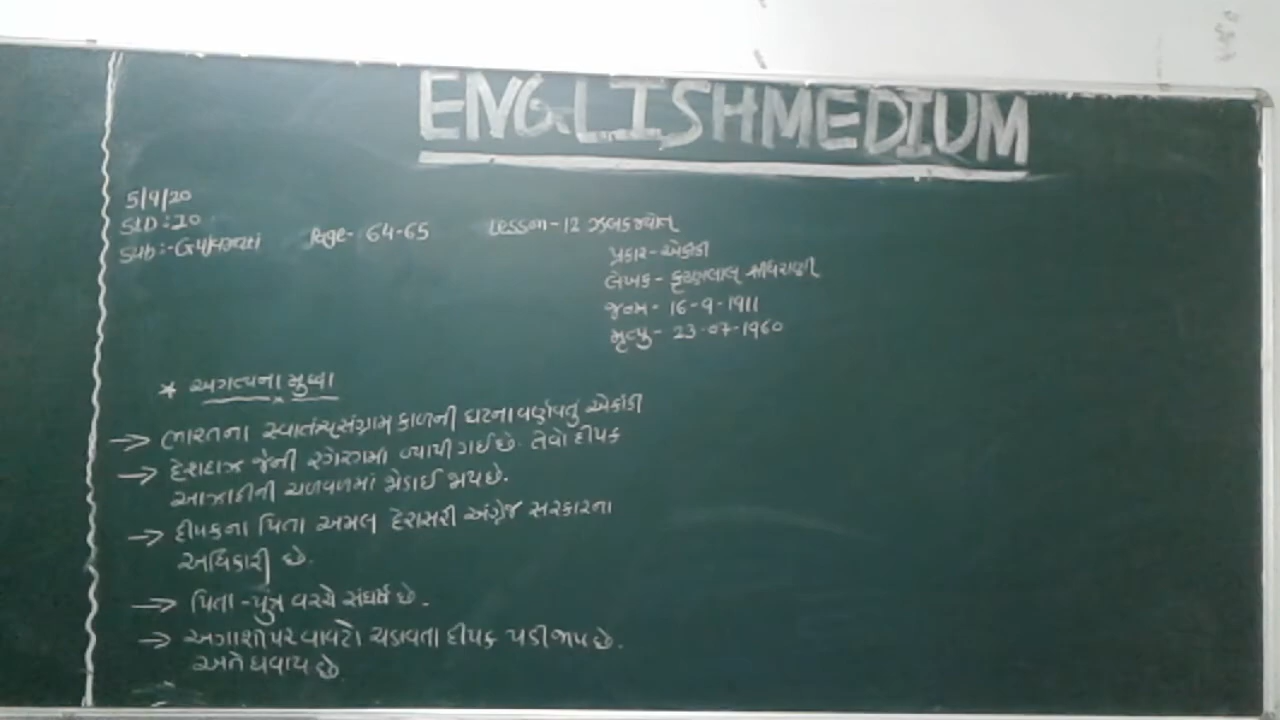 ENGLISHMEDIUM
5/9/20
STD:10
Sub:-Gujarati Page- 64-65 Lesson-12 ઝલક જ્યોત
પ્રકાર - એકાંકી
લેખક - કૃષ્ણલાલ શ્રીધરાણી
જન્મ - 16-9-1911
મૃત્યુ - 23-07-1960
* અગત્યના મુદ્દા
→ ભારતના સ્વાતંત્ર્યસંગ્રામ કાળની ઘટના વર્ણવતું એકાંકી
→ દેશદાઝ જેની રગેરગમાં વ્યાપી ગઈ છે. તેવો દીપક
આઝાદીની ચળવળમાં જોડાઈ જાય છે.
→ દીપકના પિતા અમલ દેરાસરી અંગ્રેજ સરકારના
અધિકારી છે.
→ પિતા - પુત્ર વચ્ચે સંઘર્ષ છે.
→ અગાશી પર વાવટો ચડાવતા દીપક પડી જાય છે.
અને ઘવાય છે